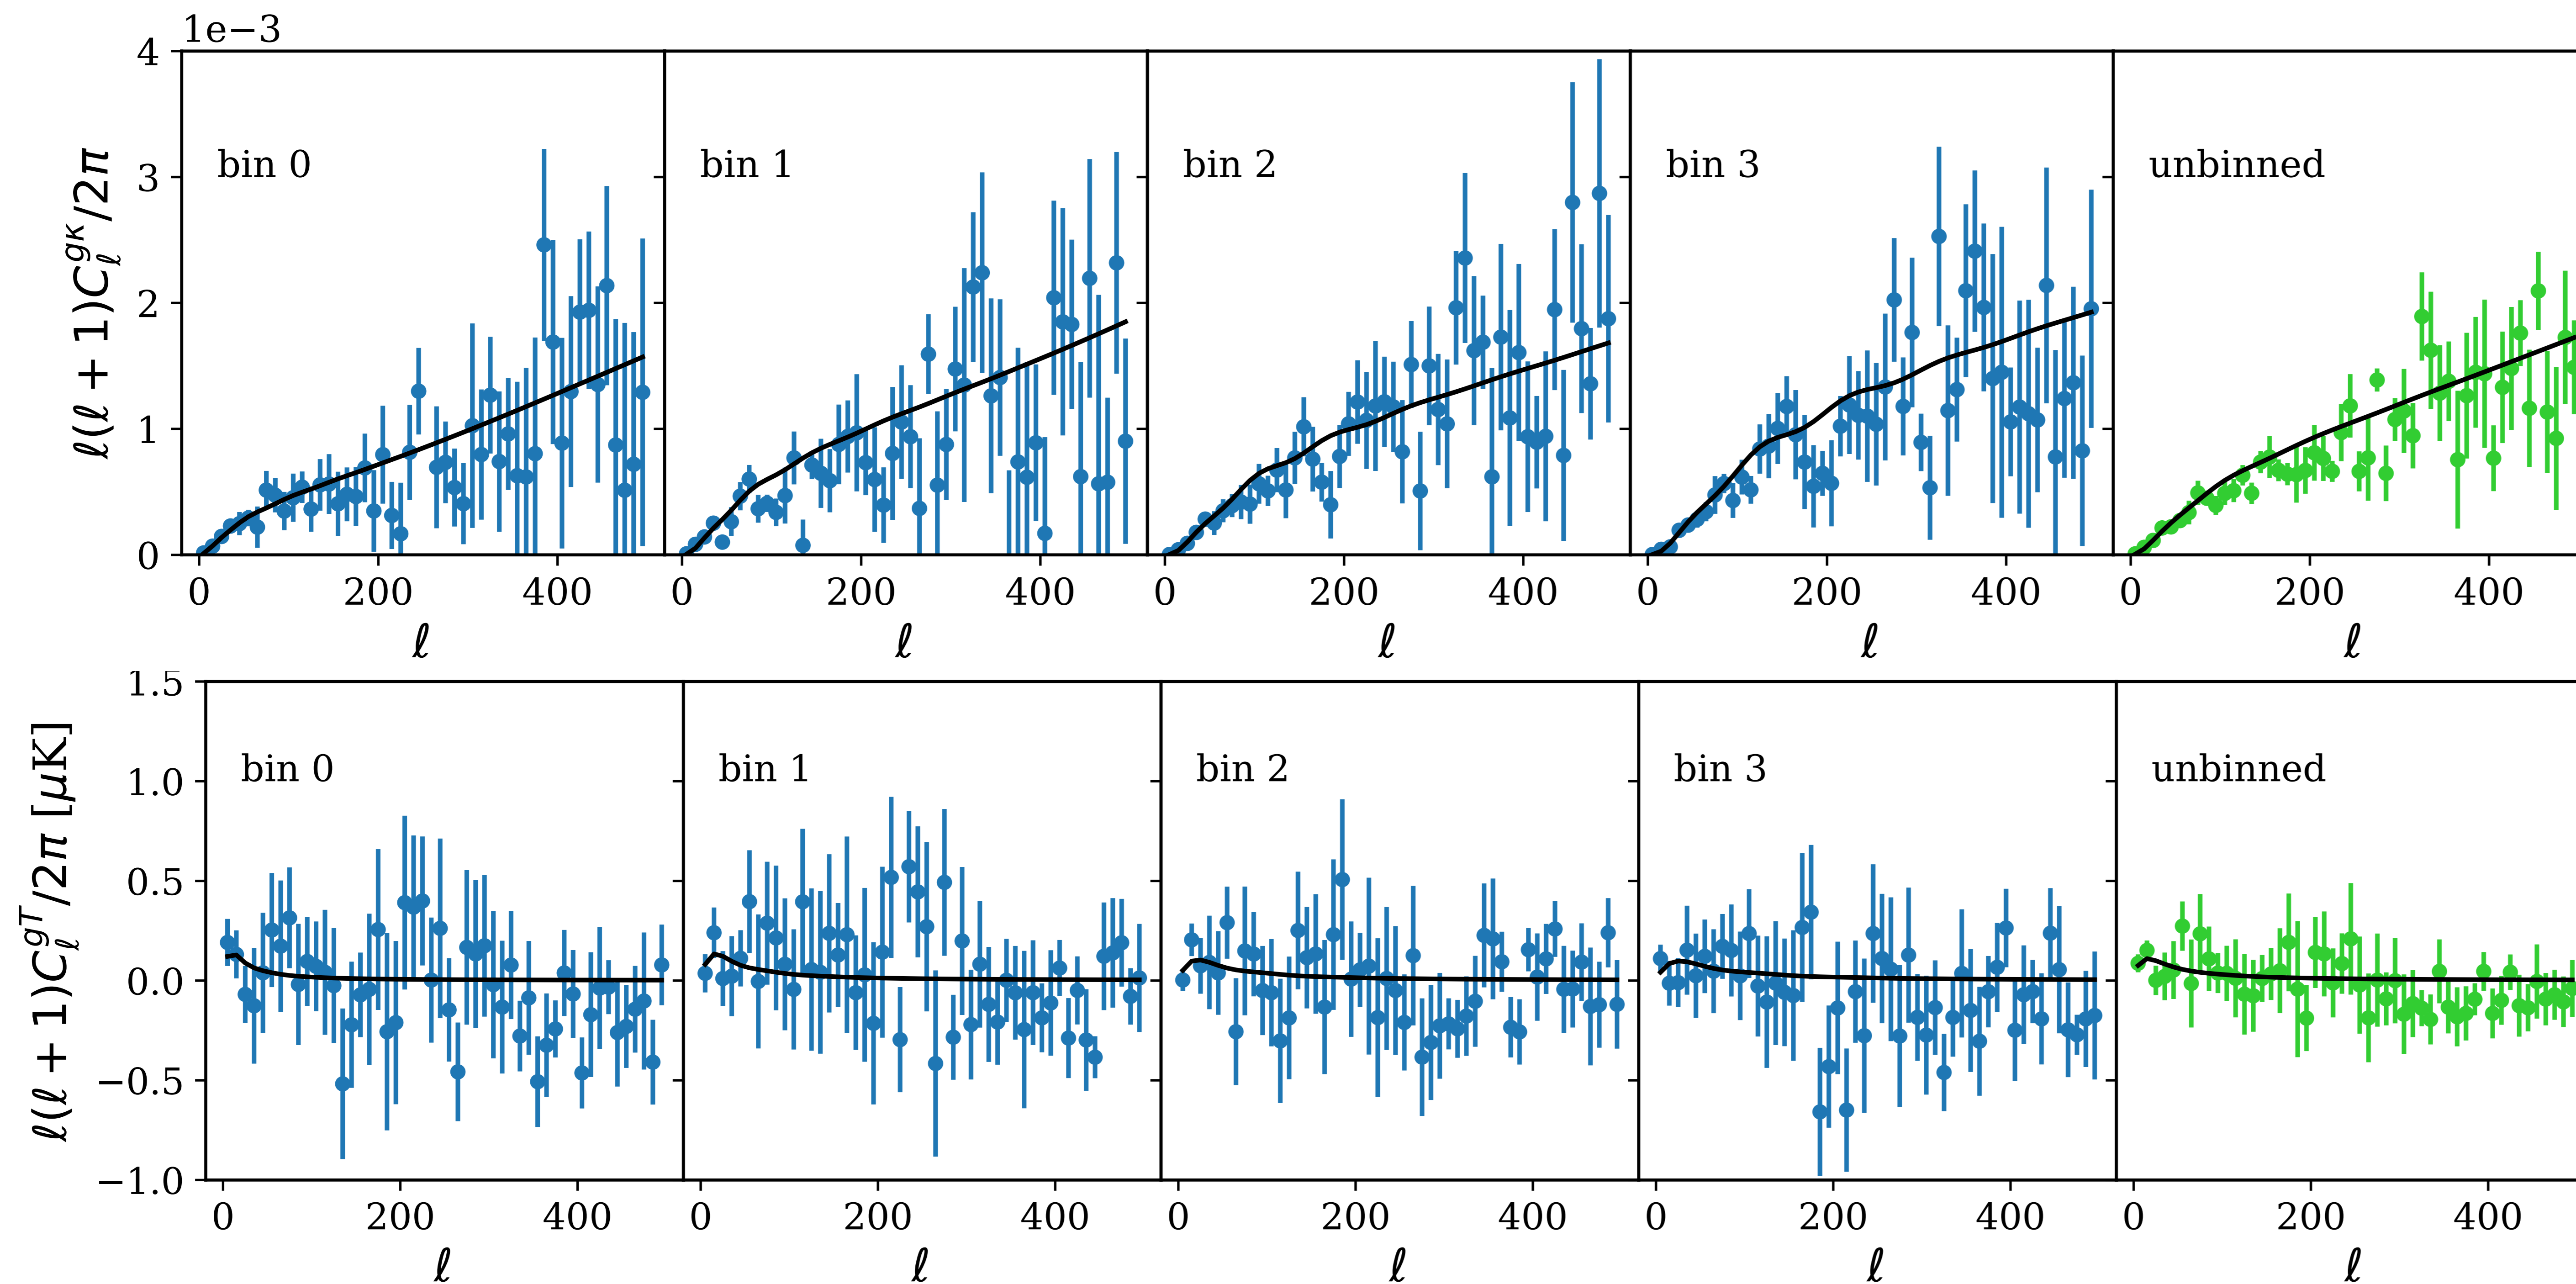 1e−3
ℓ(ℓ + 1)C_ℓ^{gκ}/2π
4
3
2
1
0
bin 0
bin 1
bin 2
bin 3
unbinned
0 200 400
0 200 400
0 200 400
0 200 400
0 200 400
ℓ
ℓ
ℓ
ℓ
ℓ
ℓ(ℓ + 1)C_ℓ^{gT}/2π [μK]
1.5
1.0
0.5
0.0
−0.5
−1.0
bin 0
bin 1
bin 2
bin 3
unbinned
0 200 400
0 200 400
0 200 400
0 200 400
0 200 400
ℓ
ℓ
ℓ
ℓ
ℓ